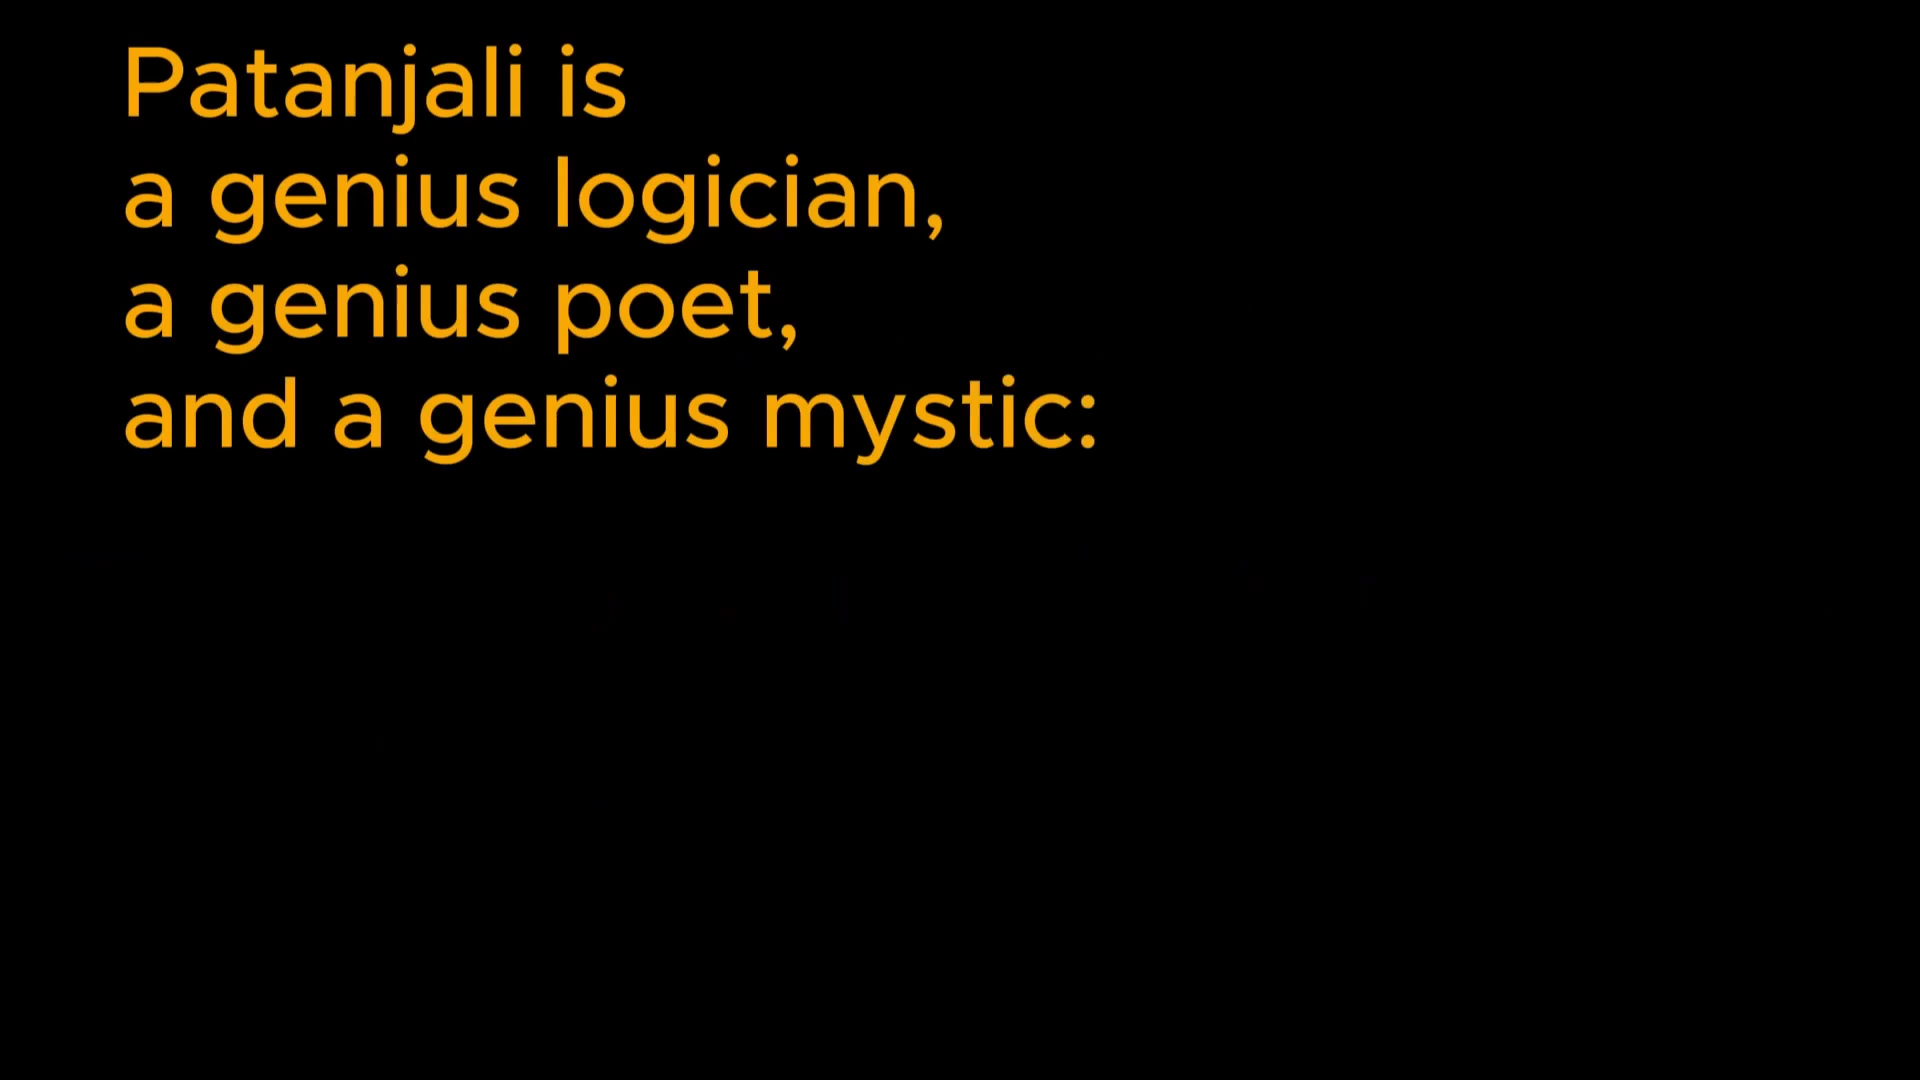 Patanjali is
a genius logician,
a genius poet,
and a genius mystic: